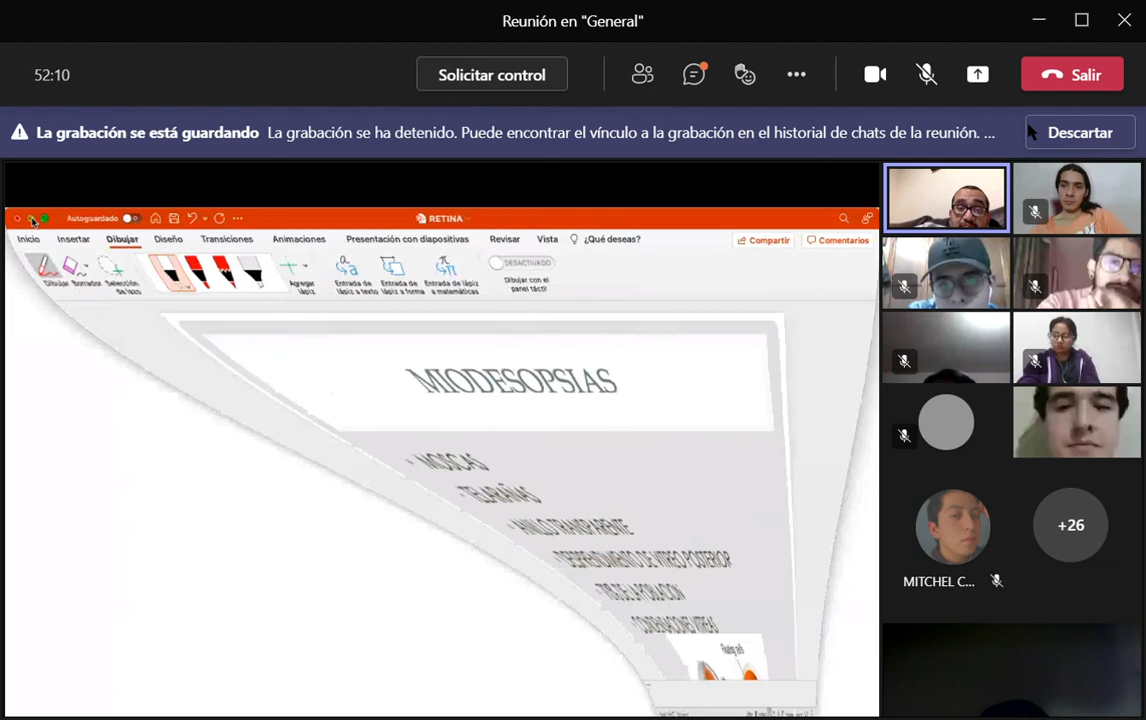 Reunión en "General"
52:10
Solicitar control
Salir
La grabación se está guardando La grabación se ha detenido. Puede encontrar el vínculo a la grabación en el historial de chats de la reunión. ...
Descartar
Autoguardado
RETINA
Inicio Insertar Dibujar Diseño Transiciones Animaciones Presentación con diapositivas Revisar Vista ¿Qué deseas? Compartir Comentarios
Dibujar Borrador Selección de lazo Agregar lápiz Entrada de lápiz a texto Entrada de lápiz a forma Entrada de lápiz a matemáticas
DESACTIVADO
Dibujar con el panel táctil
MIODESOPSIAS
MOSCAS
TELARAÑAS
ANILLO TRANSPARENTE
DESPRENDIMIENTO DE VITREO POSTERIOR
CONDENACIONES VITREAS
+26
MITCHEL C...